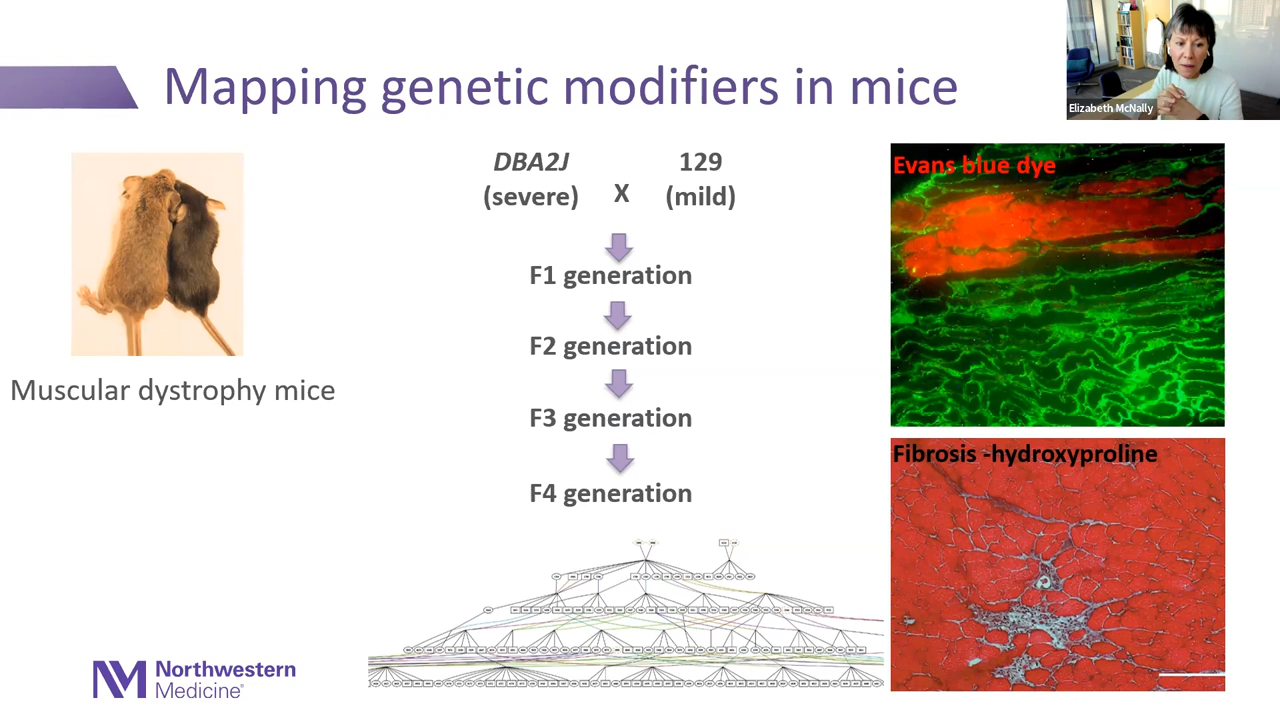 Mapping genetic modifiers in mice
Elizabeth McNally
DBA2J
(severe)
X
129
(mild)
F1 generation
F2 generation
F3 generation
F4 generation
Muscular dystrophy mice
Evans blue dye
Fibrosis -hydroxyproline
NM Northwestern
Medicine®